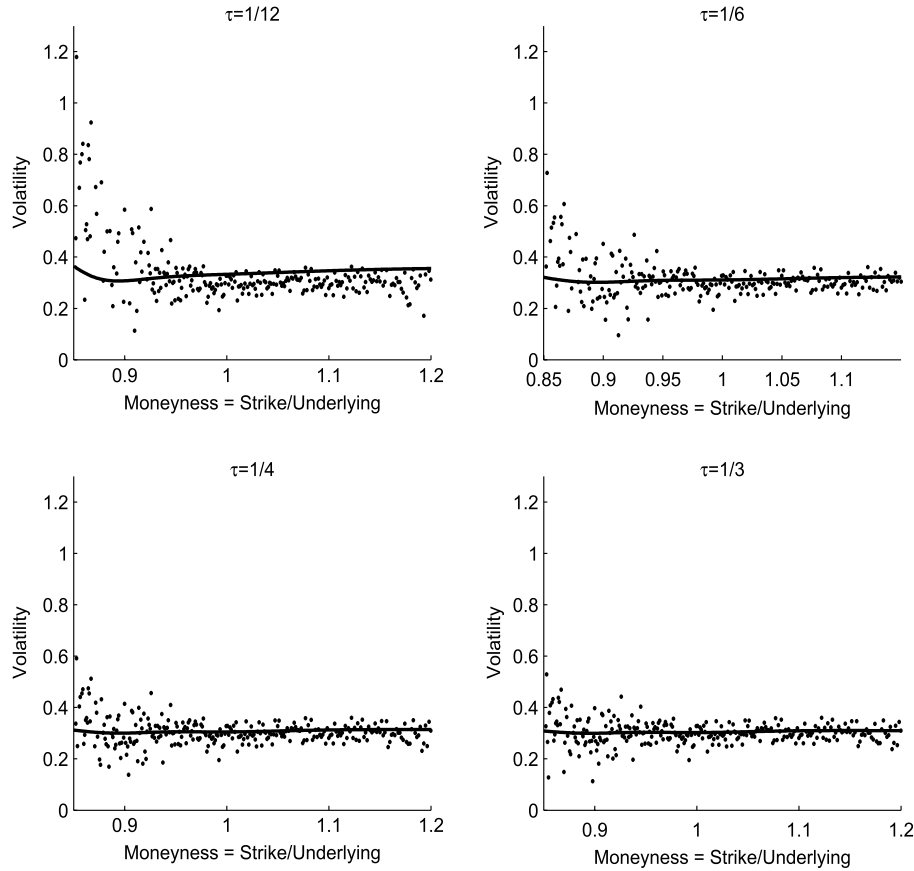 τ=1/12
1.2
1
0.8
0.6
0.4
0.2
0
Volatility
0.9 1 1.1 1.2
Moneyness = Strike/Underlying
τ=1/6
1.2
1
0.8
0.6
0.4
0.2
0
Volatility
0.85 0.9 0.95 1 1.05 1.1
Moneyness = Strike/Underlying
τ=1/4
1.2
1
0.8
0.6
0.4
0.2
0
Volatility
0.9 1 1.1 1.2
Moneyness = Strike/Underlying
τ=1/3
1.2
1
0.8
0.6
0.4
0.2
0
Volatility
0.9 1 1.1 1.2
Moneyness = Strike/Underlying